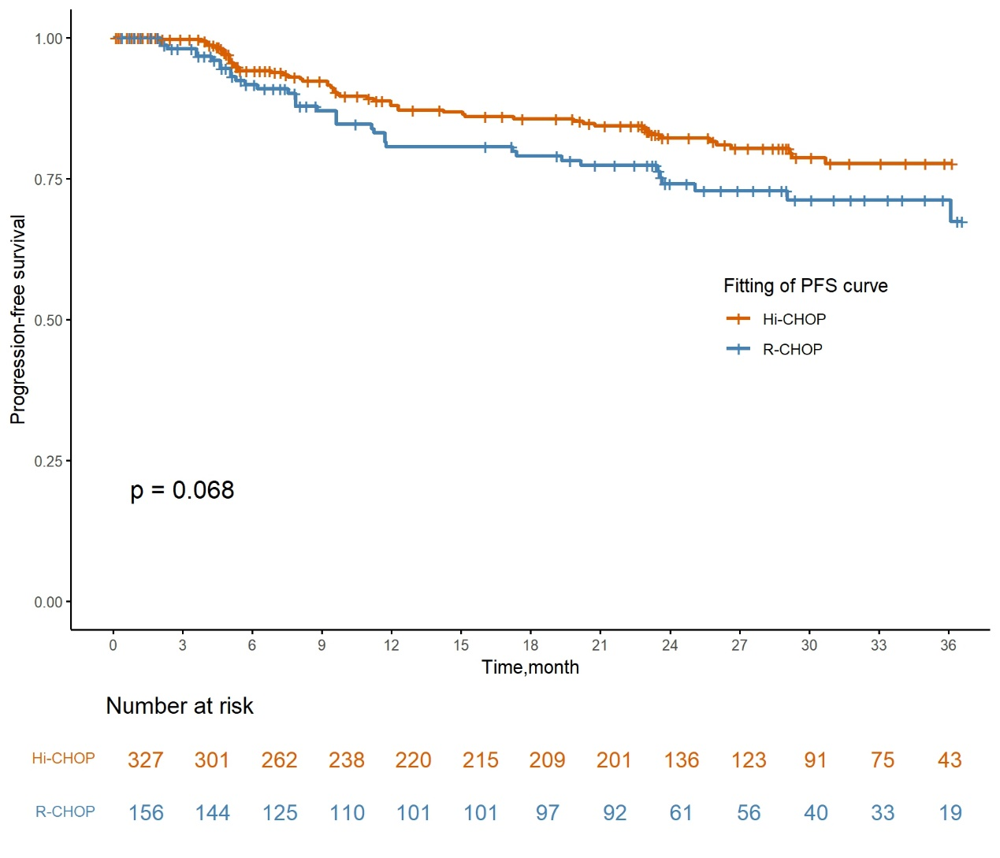 1.00
0.75
0.50
0.25
0.00
Progression-free survival
Fitting of PFS curve
Hi-CHOP
R-CHOP
p = 0.068
0 3 6 9 12 15 18 21 24 27 30 33 36
Time,month
Number at risk
Hi-CHOP 327 301 262 238 220 215 209 201 136 123 91 75 43
R-CHOP 156 144 125 110 101 101 97 92 61 56 40 33 19